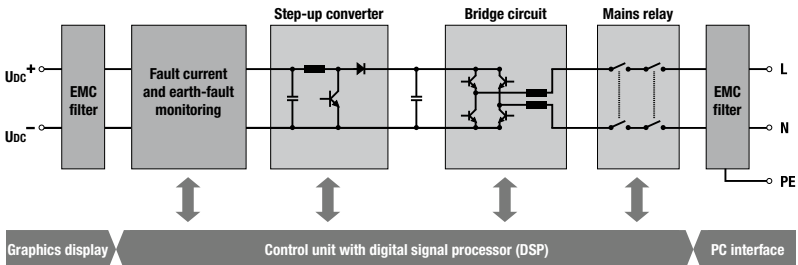 Step-up converter
Bridge circuit
Mains relay
UDC +
UDC −
EMC
filter
Fault current
and earth-fault
monitoring
EMC
filter
L
N
PE
Graphics display
Control unit with digital signal processor (DSP)
PC interface